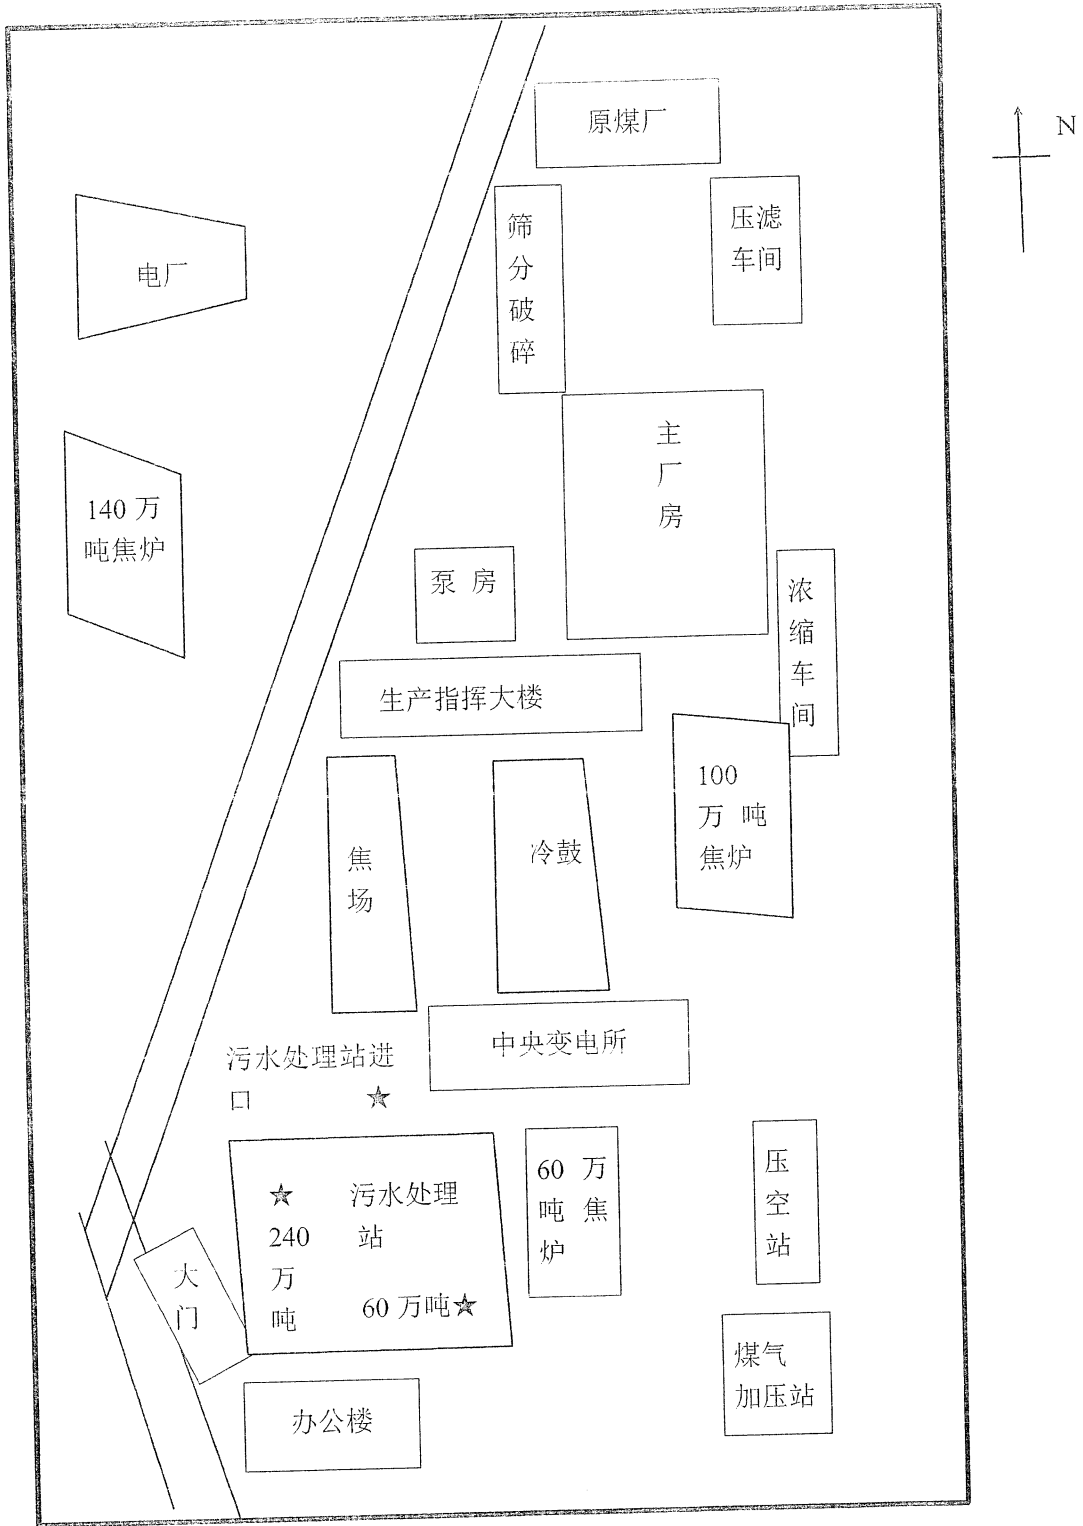 原煤厂
N
压滤
车间
筛
分
破
碎
电厂
主
厂
房
140 万
吨焦炉
泵 房
浓
缩
车
间
生产指挥大楼
100
万 吨
焦炉
冷鼓
焦
场
中央变电所
污水处理站进
口
60 万
吨 焦
炉
压
空
站
污水处理
站
240
万
吨
60 万吨
大
门
煤气
加压站
办公楼